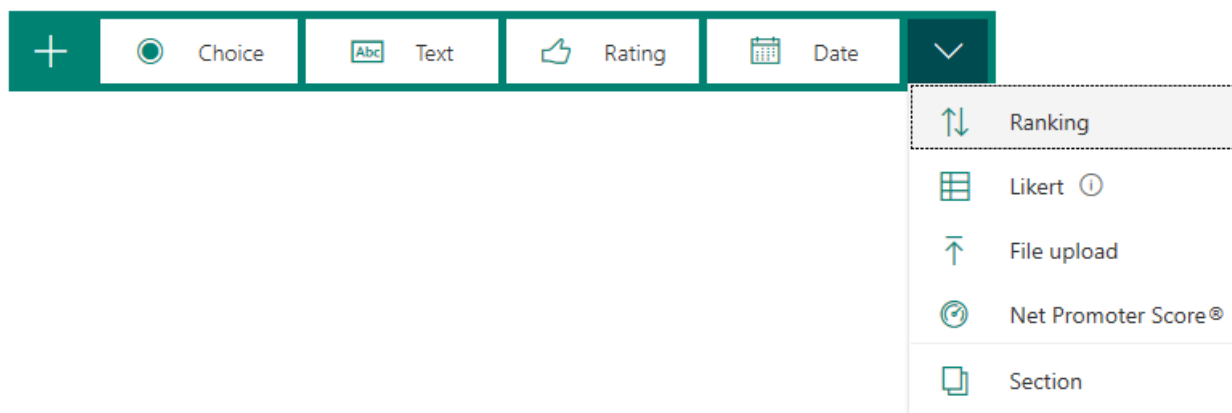 Choice
Abc
Text
Rating
Date
Ranking
Likert
File upload
Net Promoter Score®
Section